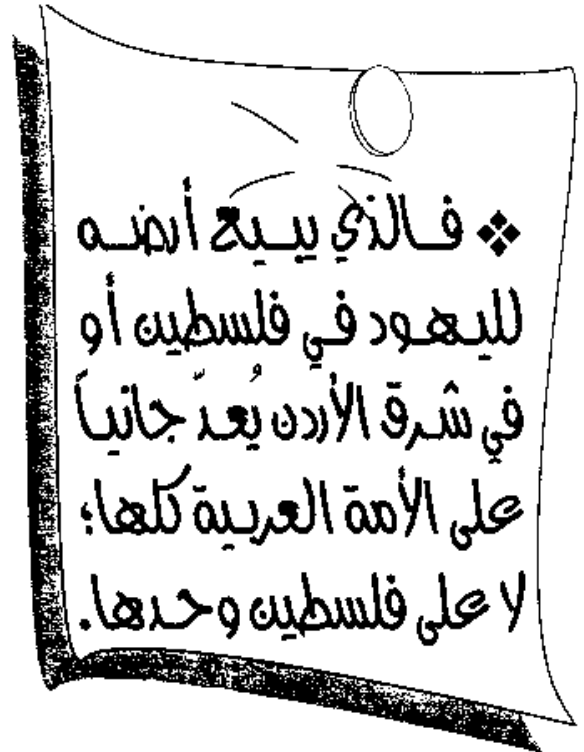 ❖ فالذي يبيع أرضه
لليهود في فلسطين أو
في شرق الأردن يُعدّ جانياً
على الأمة العربية كلها؛
لا على فلسطين وحدها.